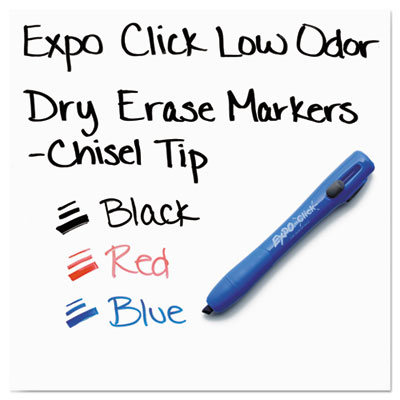 Expo Click Low Odor
Dry Erase Markers
-Chisel Tip
Black
Red
Blue
EXPO Click